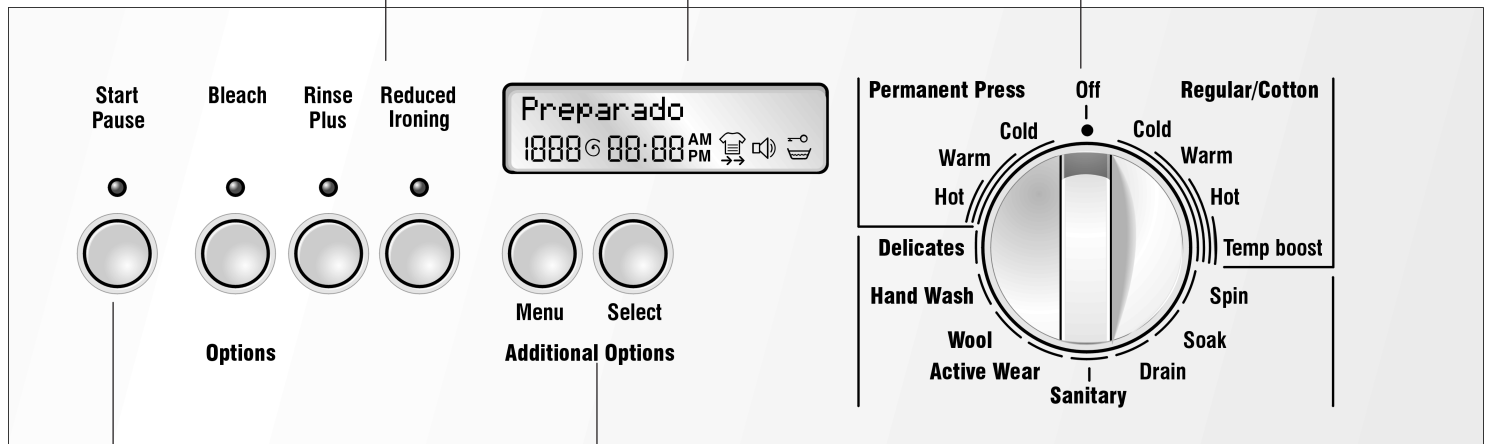 Start
Pause
Bleach
Rinse
Plus
Reduced
Ironing
Preparado
1888 88:88 AM
PM
Menu
Select
Options
Additional Options
Permanent Press
Off
Regular/Cotton
Cold
Cold
Warm
Warm
Hot
Hot
Delicates
Temp boost
Hand Wash
Spin
Wool
Soak
Active Wear
Drain
Sanitary